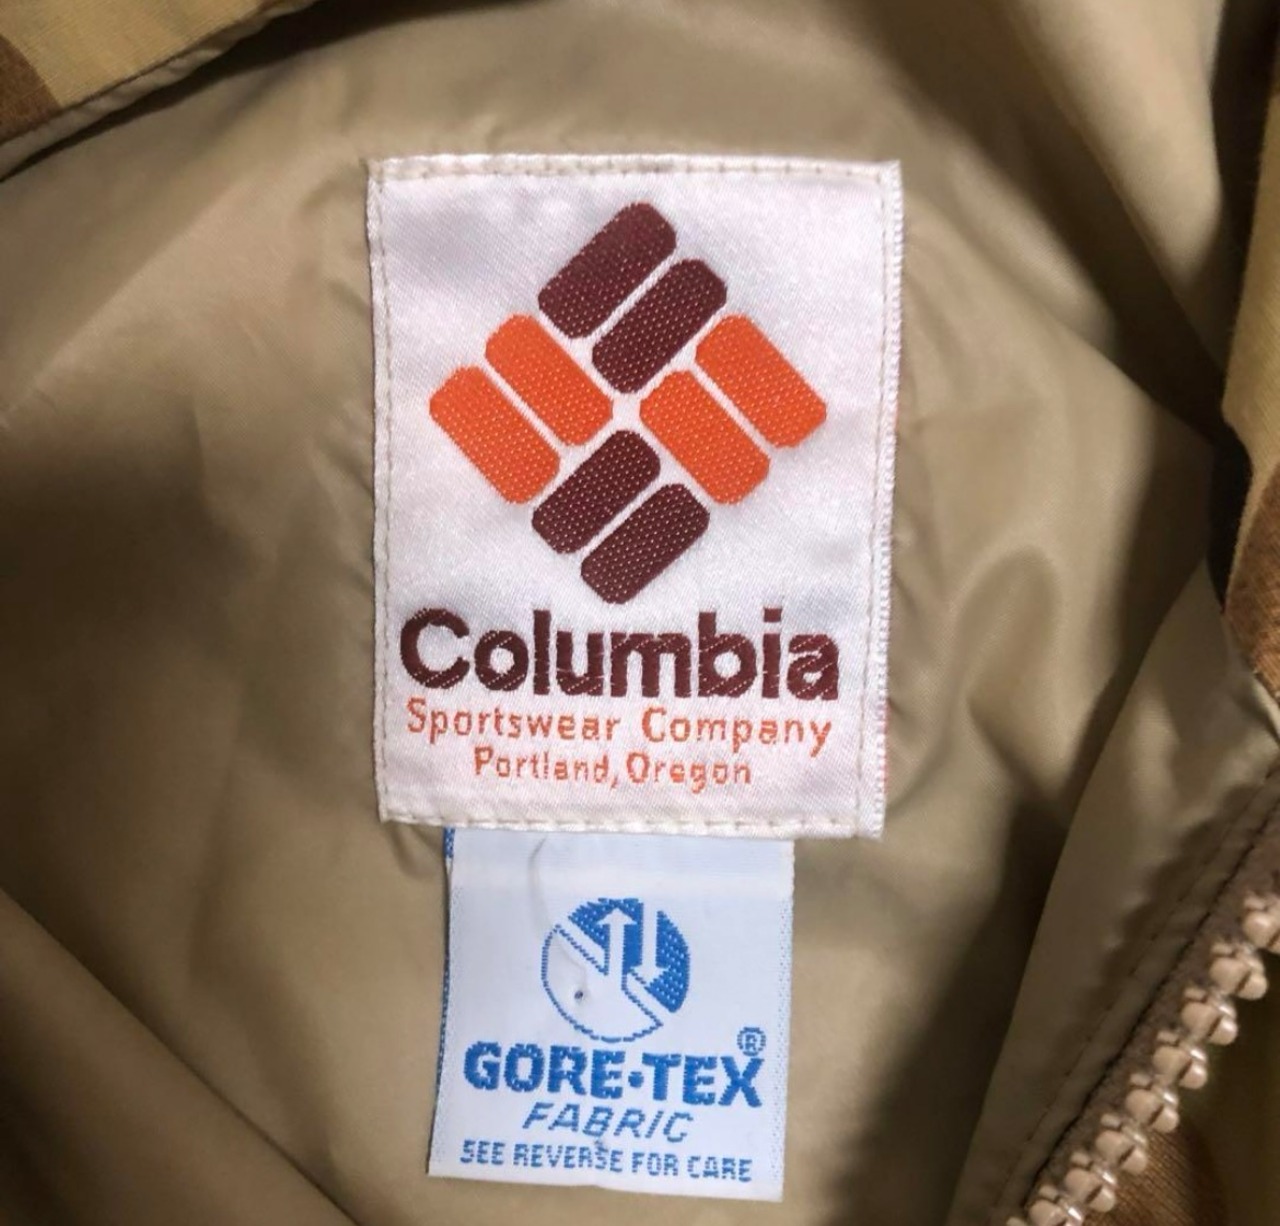 Columbia
Sportswear Company
Portland, Oregon
GORE·TEX®
FABRIC
SEE REVERSE FOR CARE